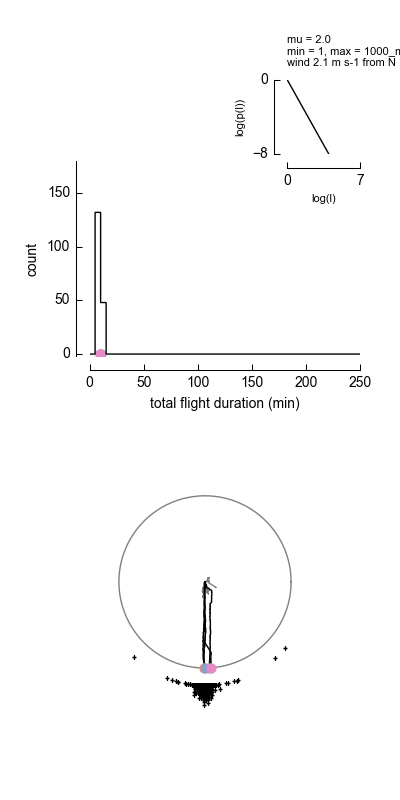 mu = 2.0
min = 1, max = 1000_m
wind 2.1 m s-1 from N
0
log(p(l))
−8
0
7
log(l)
150
100
50
0
count
0
50
100
150
200
250
total flight duration (min)